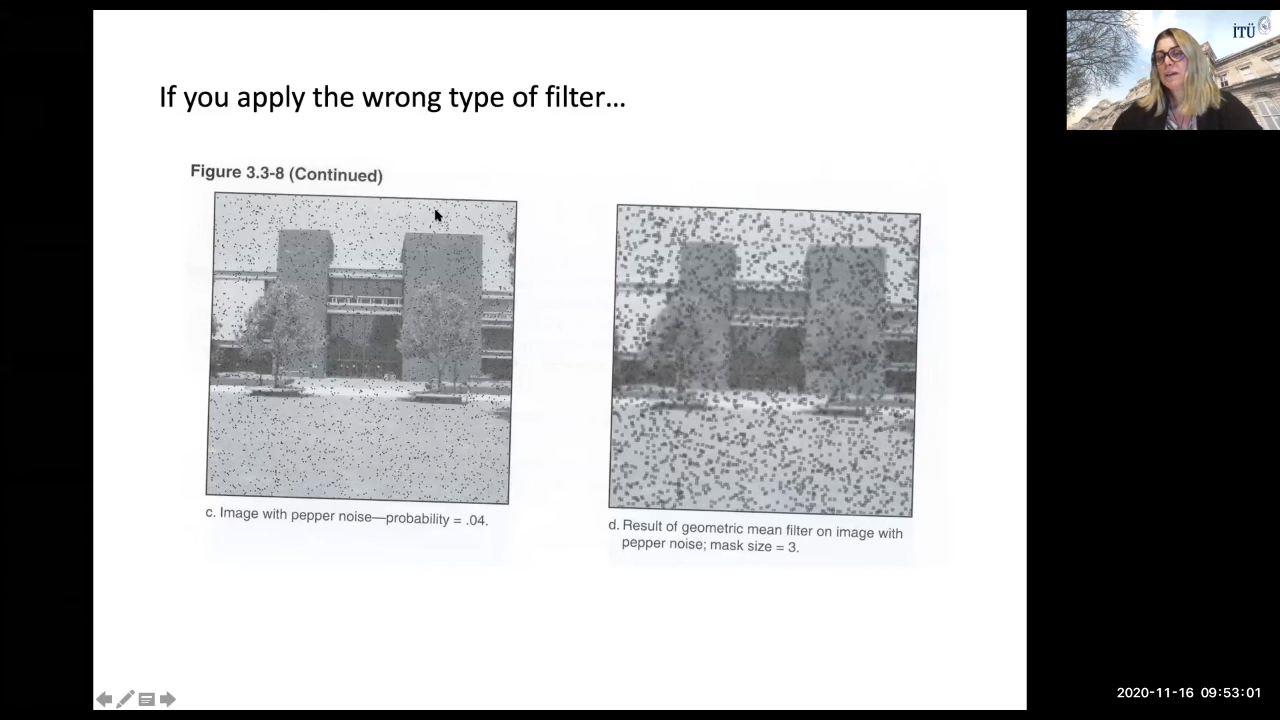 If you apply the wrong type of filter...
Figure 3.3-8 (Continued)
c. Image with pepper noise—probability = .04.
d. Result of geometric mean filter on image with
pepper noise; mask size = 3.
İTÜ
2020-11-16 09:53:01